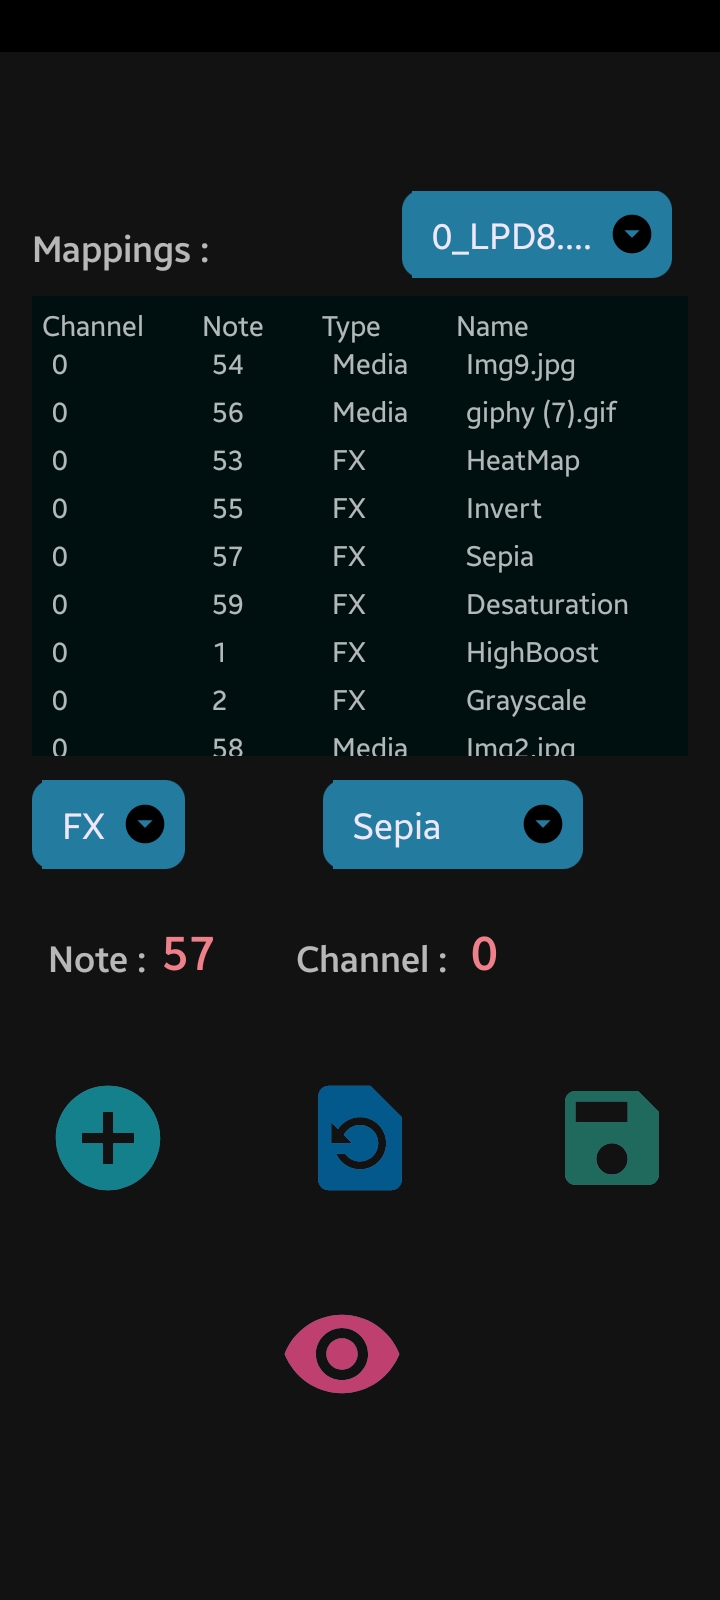 Mappings : 0_LPD8....
Channel Note Type Name
0 54 Media Img9.jpg
0 56 Media giphy (7).gif
0 53 FX HeatMap
0 55 FX Invert
0 57 FX Sepia
0 59 FX Desaturation
0 1 FX HighBoost
0 2 FX Grayscale
0 58 Media Img2.jpg
FX Sepia
Note : 57 Channel : 0